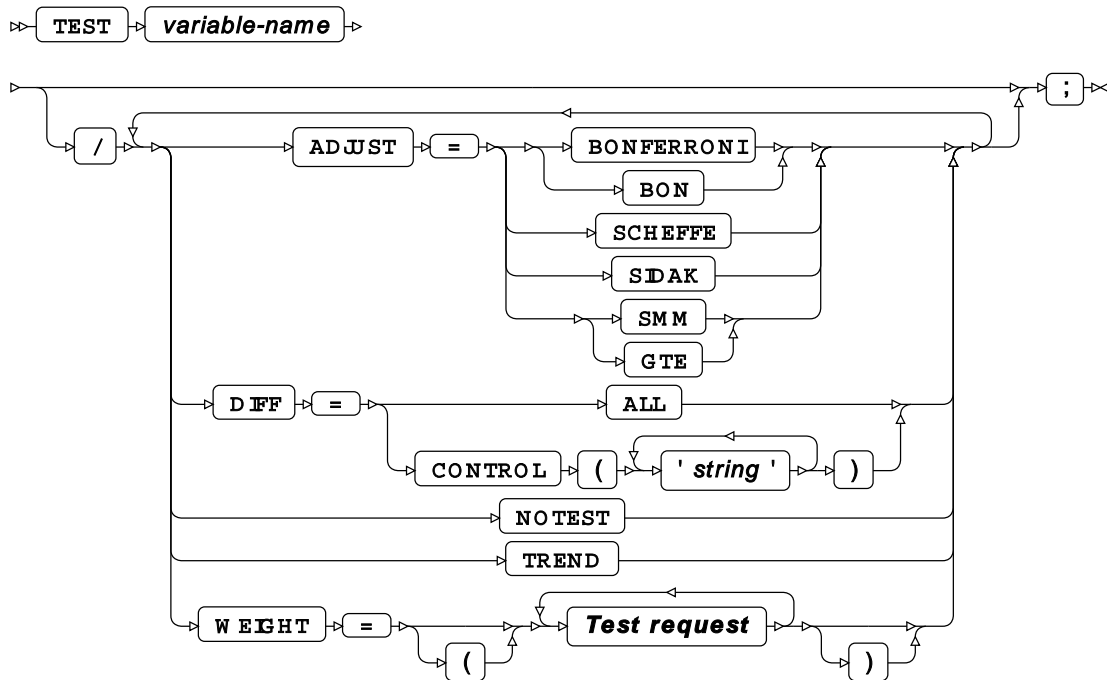 TEST variable-name
;
/ ADJUST = BONFERRONI
BON
SCHEFFE
SIDAK
SMM
GTE
DIFF = ALL
CONTROL ( ' string ' )
NOTEST
TREND
WEIGHT = Test request
( )